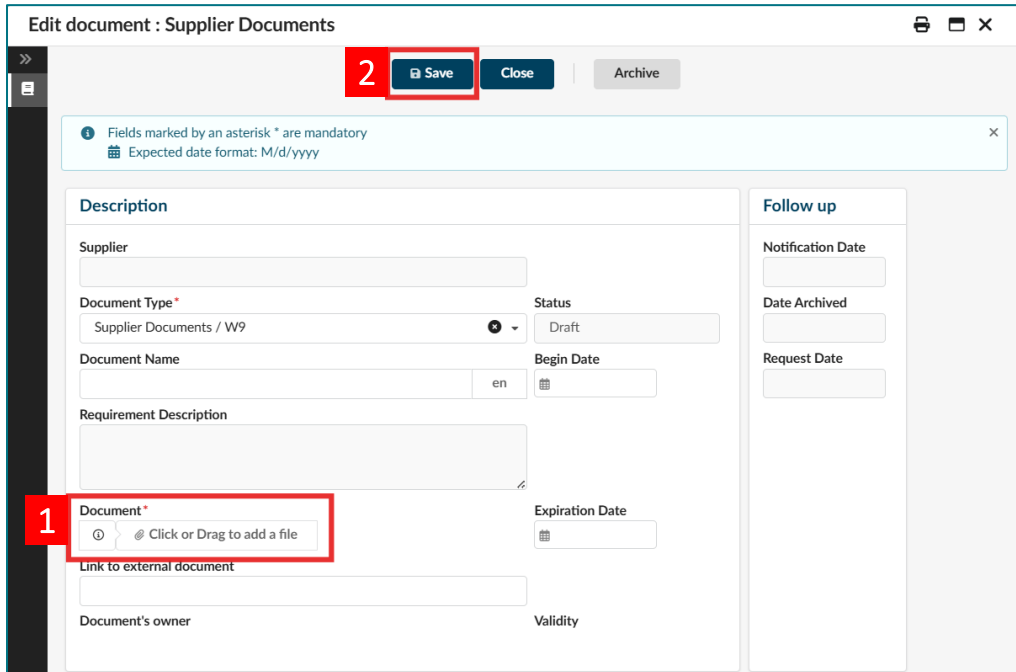 Edit document : Supplier Documents
2
Save
Close
Archive
Fields marked by an asterisk * are mandatory
Expected date format: M/d/yyyy
Description
Supplier
Document Type*
Supplier Documents / W9
Status
Draft
Document Name
en
Begin Date
Requirement Description
1
Document*
Click or Drag to add a file
Expiration Date
Link to external document
Document's owner
Validity
Follow up
Notification Date
Date Archived
Request Date